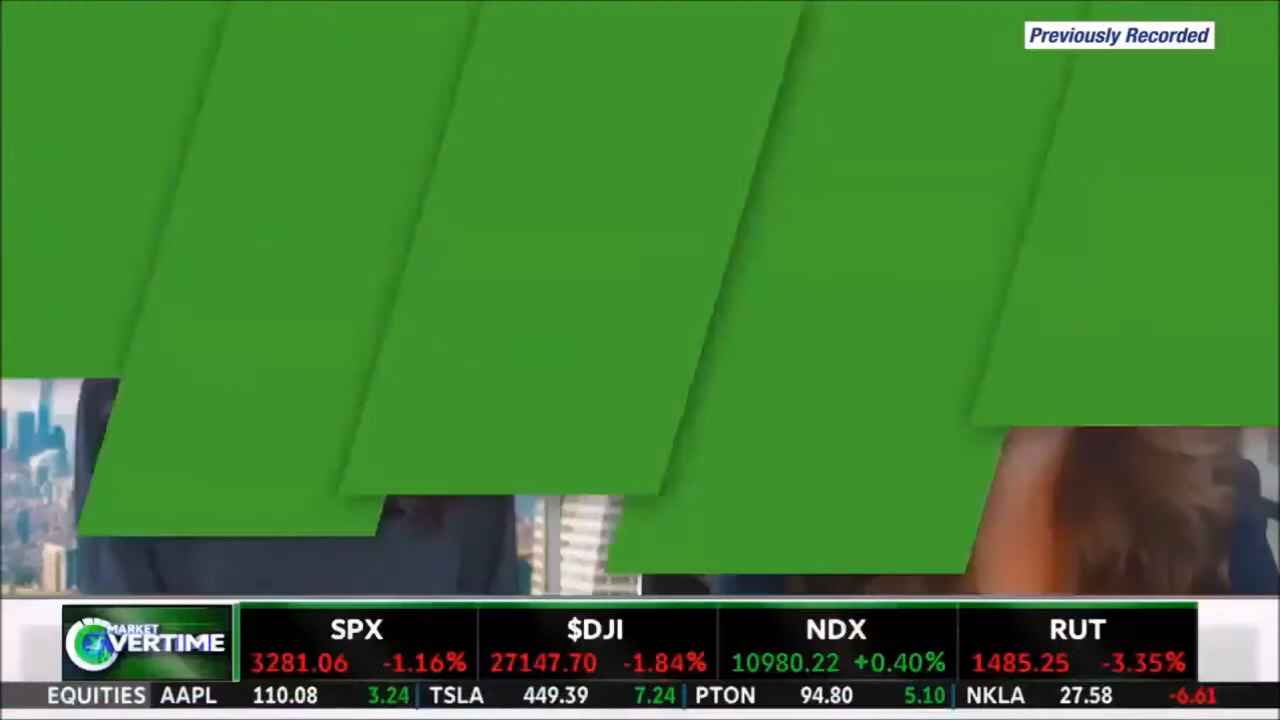 Previously Recorded
MARKET
OVERTIME
SPX
3281.06 -1.16%
$DJI
27147.70 -1.84%
NDX
10980.22 +0.40%
RUT
1485.25 -3.35%
EQUITIES AAPL 110.08 3.24 TSLA 449.39 7.24 PTON 94.80 5.10 NKLA 27.58 -6.61